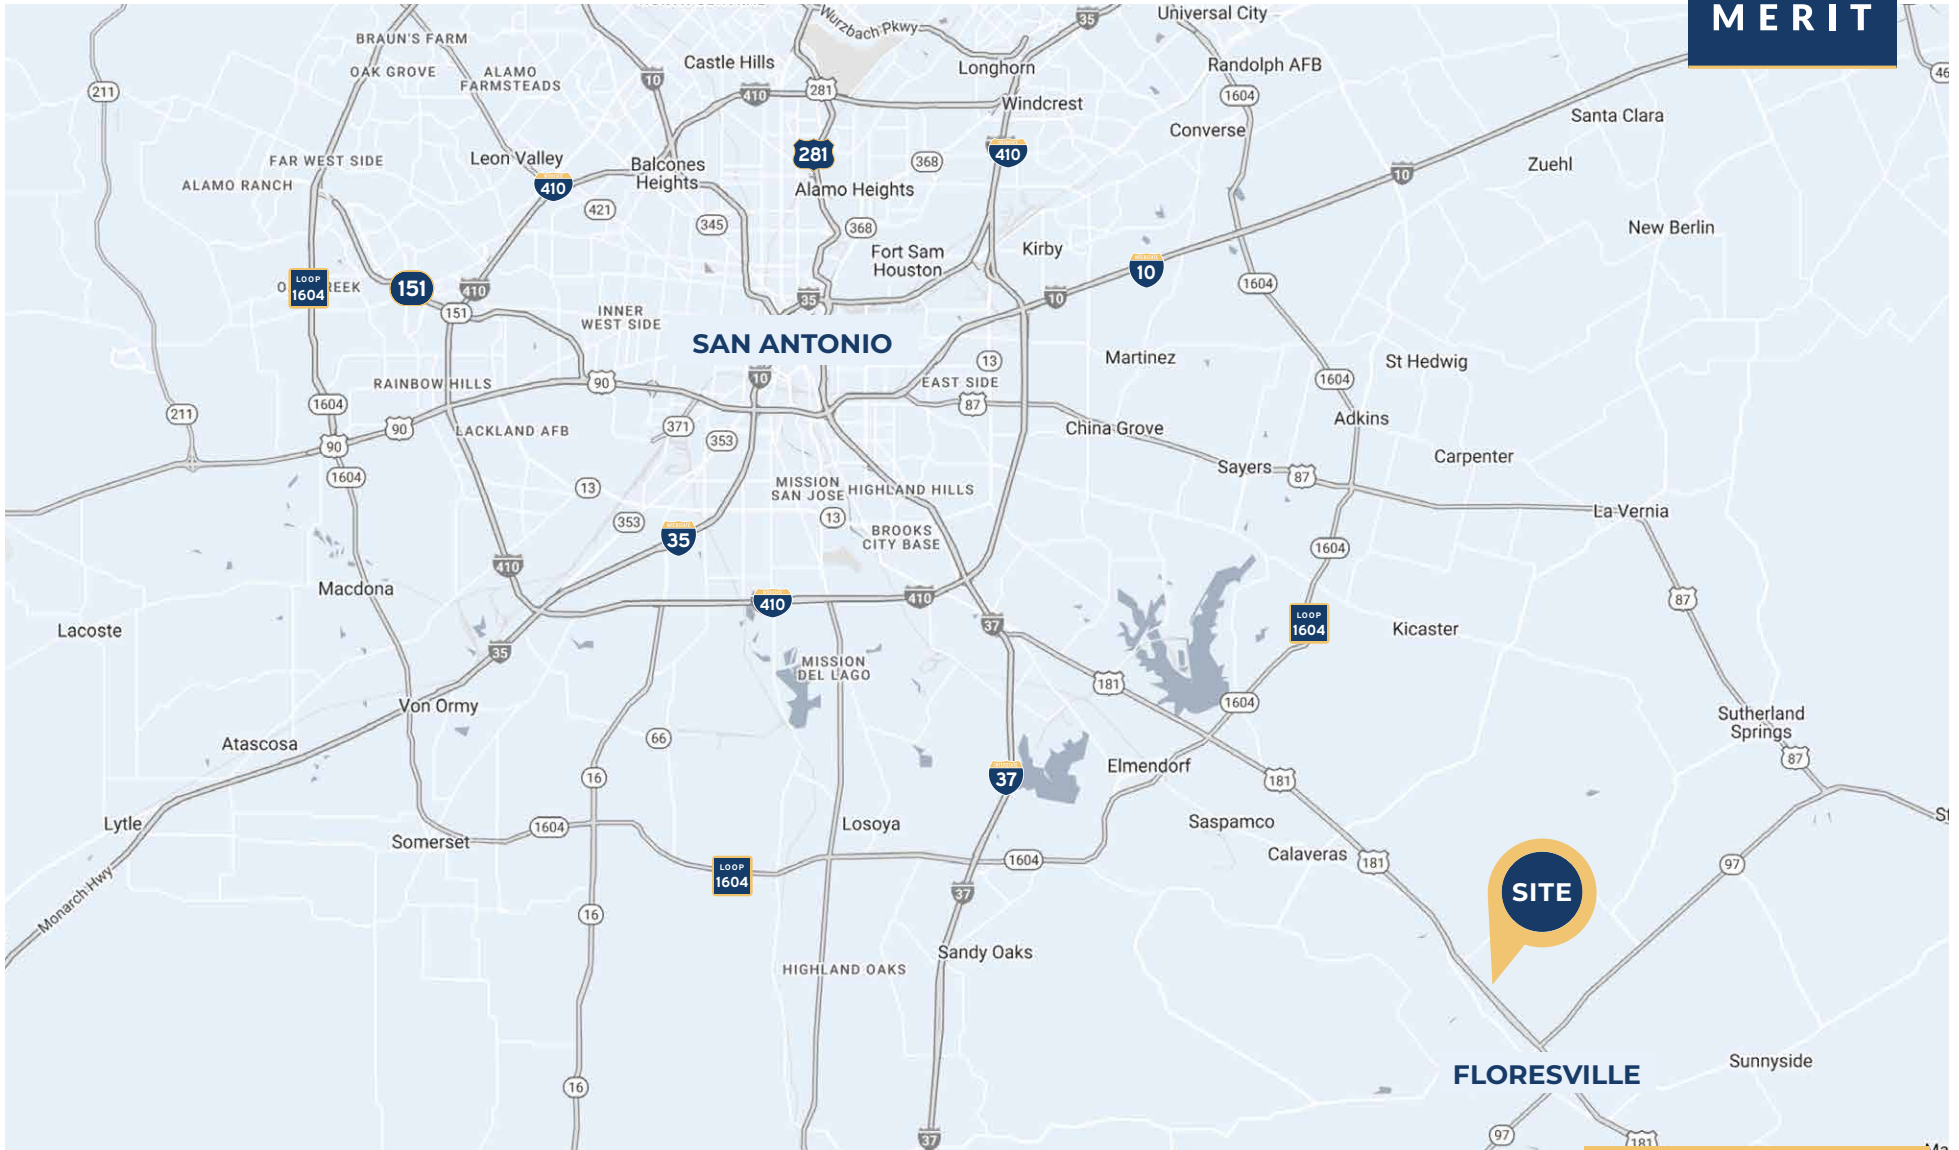 MERIT
Universal City
35
Wurzbach Pkwy
BRAUN'S FARM
OAK GROVE
ALAMO
FARMSTEADS
10
Castle Hills
Longhorn
Randolph AFB
46
211
410
281
Windcrest
1604
Santa Clara
Converse
FAR WEST SIDE
Leon Valley
Balcones
Heights
281
368
410
10
Zuehl
ALAMO RANCH
410
Alamo Heights
421
345
368
New Berlin
Fort Sam
Houston
Kirby
10
LOOP
1604
151
410
35
10
1604
151
INNER
WEST SIDE
SAN ANTONIO
13
Martinez
St Hedwig
RAINBOW HILLS
90
10
EAST SIDE
1604
211
1604
87
Adkins
90
90
LACKLAND AFB
371
353
China Grove
Carpenter
1604
Sayers
87
13
MISSION
SAN JOSE
HIGHLAND HILLS
353
13
La Vernia
35
BROOKS
CITY BASE
1604
410
Macdona
410
410
87
Lacoste
37
LOOP
1604
Kicaster
35
MISSION
DEL LAGO
181
Von Ormy
1604
Sutherland
Springs
Atascosa
66
87
16
37
Elmendorf
181
Lytle
Somerset
1604
Losoya
Saspamco
LOOP
1604
1604
Calaveras
181
97
Monarch Hwy
37
SITE
16
HIGHLAND OAKS
Sandy Oaks
FLORESVILLE
Sunnyside
16
37
97
181